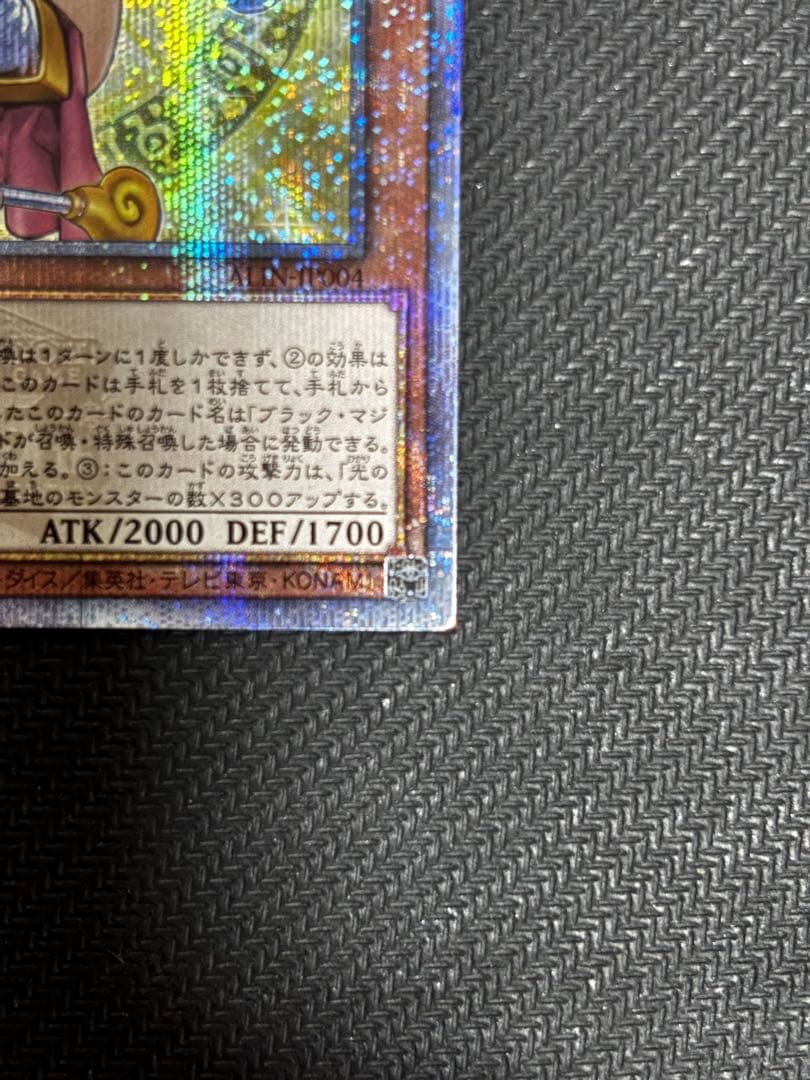 ALIN-JP004
喚は1ターンに1度しかできず、②の効果は
このカードは手札を1枚捨てて、手札から
したこのカードのカード名は「ブラック・マジ
ドが召喚・特殊召喚した場合に発動できる。
加える。③：このカードの攻撃力は、「光の
墓地のモンスターの数×300アップする。
ATK/2000 DEF/1700
ダイス／集英社・テレビ東京・KONAMI